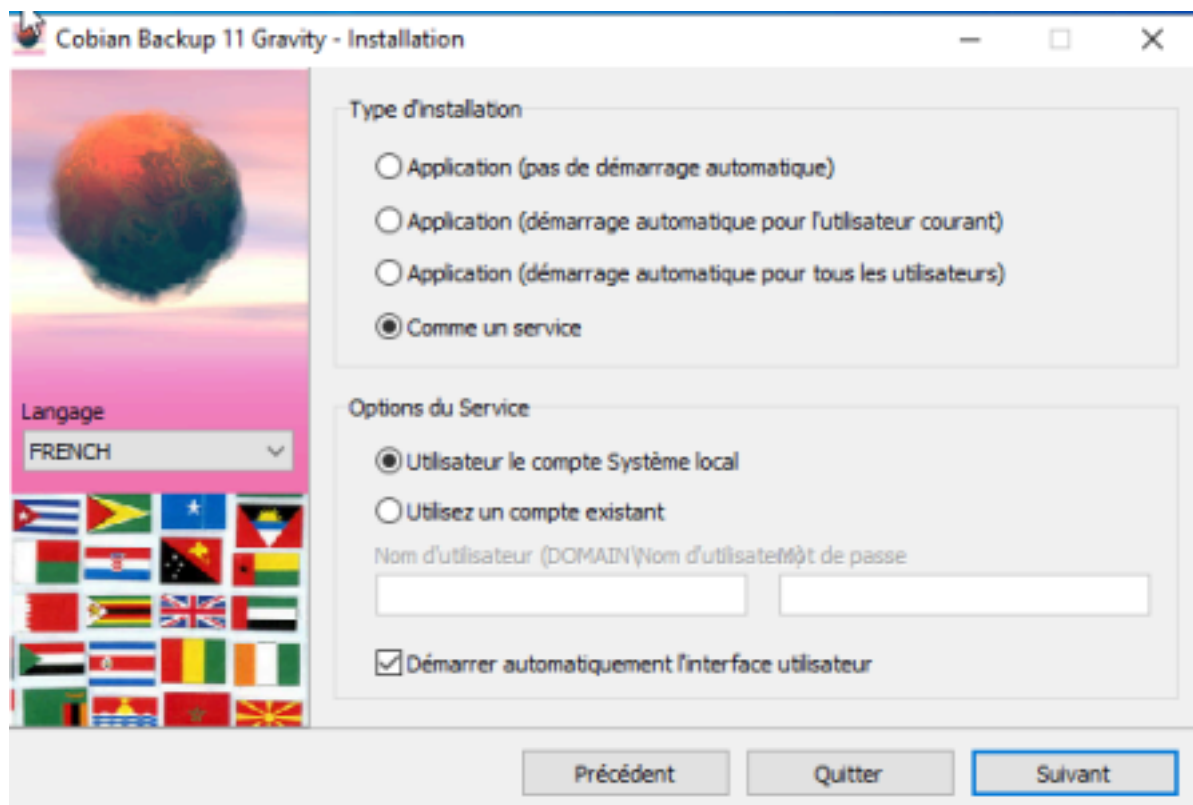 Cobian Backup 11 Gravity - Installation
Type d'installation
Application (pas de démarrage automatique)
Application (démarrage automatique pour l'utilisateur courant)
Application (démarrage automatique pour tous les utilisateurs)
Comme un service
Langage
FRENCH
Options du Service
Utilisateur le compte Système local
Utilisez un compte existant
Nom d'utilisateur (DOMAIN\Nom d'utilisate Mot de passe
Démarrer automatiquement l'interface utilisateur
Précédent Quitter Suivant